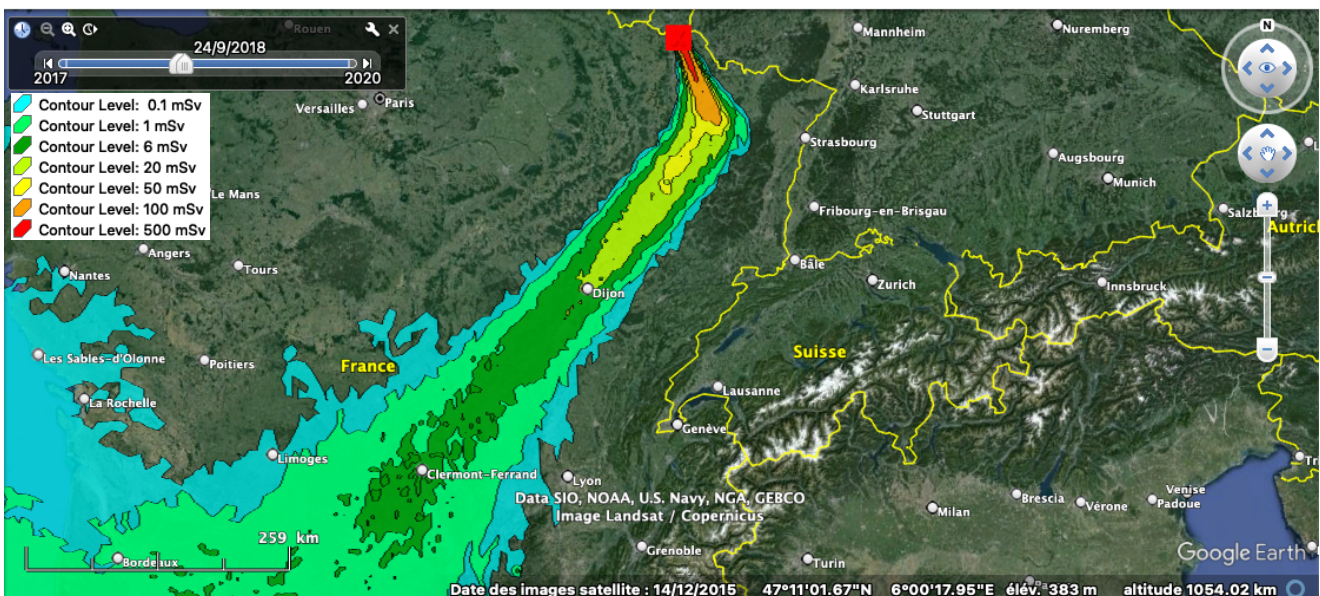 Rouen
24/9/2018
2017
2020
Contour Level: 0.1 mSv
Contour Level: 1 mSv
Contour Level: 6 mSv
Contour Level: 20 mSv
Contour Level: 50 mSv
Contour Level: 100 mSv
Contour Level: 500 mSv
Mannheim
Nuremberg
N
Versailles
Paris
Karlsruhe
Stuttgart
Strasbourg
Augsbourg
Munich
Le Mans
Fribourg-en-Brisgau
Salzbourg
Autrich
Angers
Nantes
Tours
Bâle
Zurich
Innsbruck
Dijon
Les Sables-d'Olonne
Poitiers
France
Suisse
La Rochelle
Lausanne
Genève
Limoges
Clermont-Ferrand
Lyon
Data SIO, NOAA, U.S. Navy, NGA, GEBCO
Image Landsat / Copernicus
Milan
Brescia
Vérone
Venise
Padoue
Tri
259 km
Bordeaux
Grenoble
Turin
Google Earth
Date des images satellite : 14/12/2015 47°11'01.67"N 6°00'17.95"E élév. 383 m altitude 1054.02 km